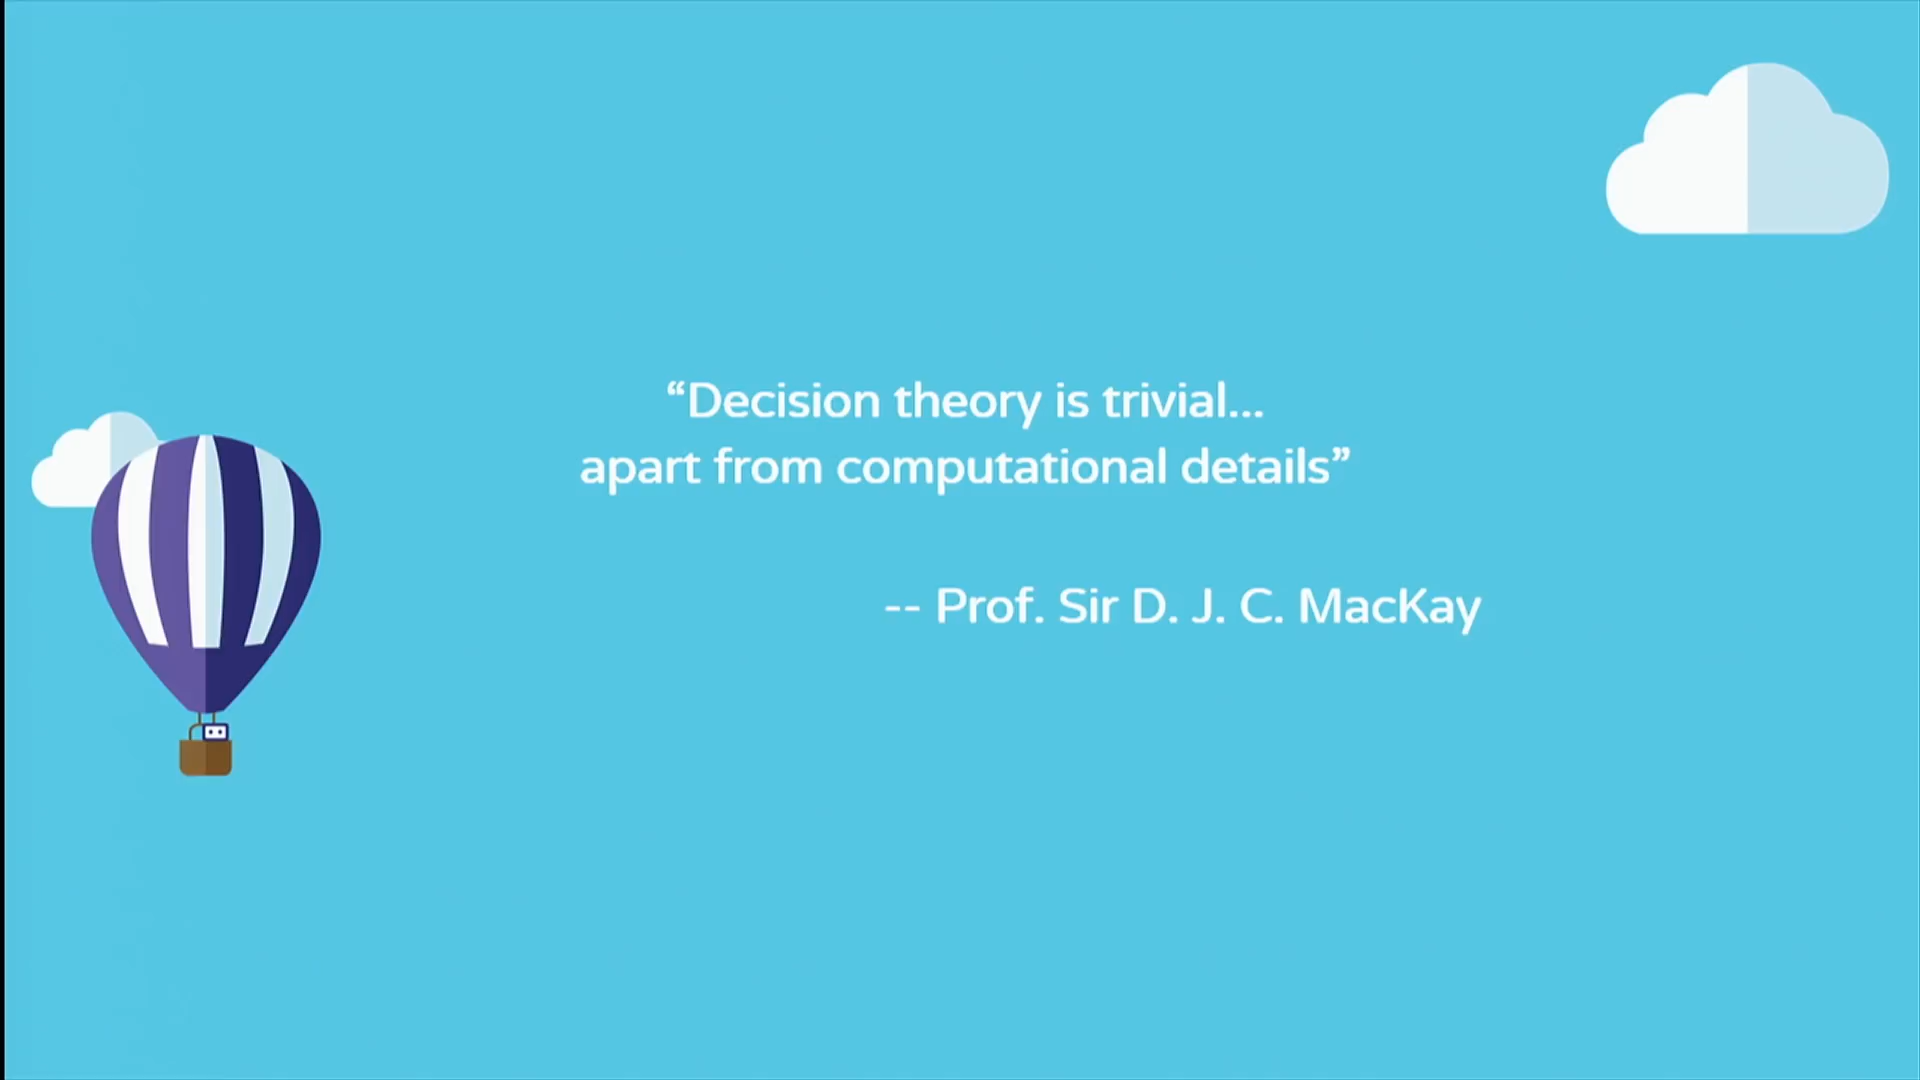 “Decision theory is trivial...
apart from computational details”
-- Prof. Sir D. J. C. MacKay